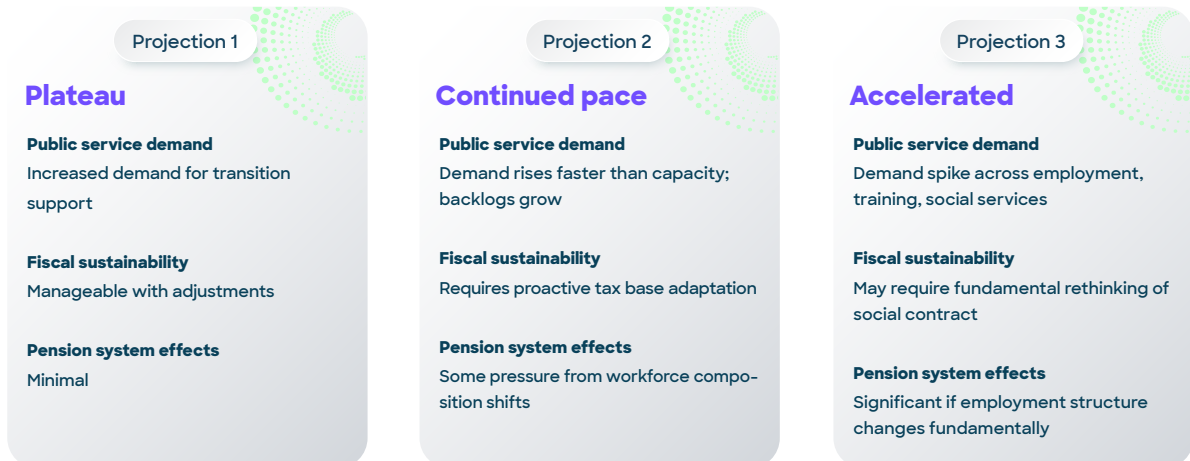 Projection 1
Plateau
Public service demand
Increased demand for transition
support
Fiscal sustainability
Manageable with adjustments
Pension system effects
Minimal
Projection 2
Continued pace
Public service demand
Demand rises faster than capacity;
backlogs grow
Fiscal sustainability
Requires proactive tax base adaptation
Pension system effects
Some pressure from workforce compo-
sition shifts
Projection 3
Accelerated
Public service demand
Demand spike across employment,
training, social services
Fiscal sustainability
May require fundamental rethinking of
social contract
Pension system effects
Significant if employment structure
changes fundamentally